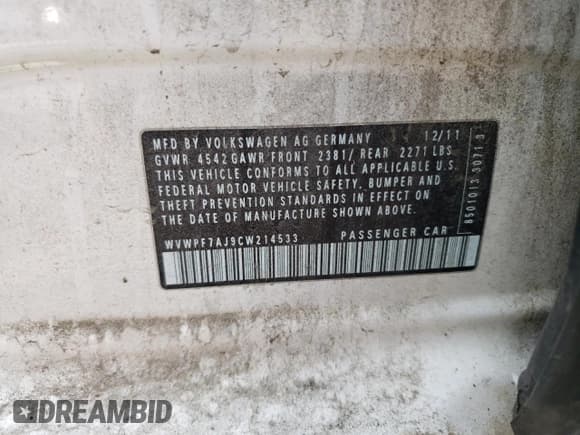 MFD BY VOLKSWAGEN AG GERMANY 12/11
GVWR 4542 GAWR FRONT 2381/ REAR 2271 LBS
THIS VEHICLE CONFORMS TO ALL APPLICABLE U.S.
FEDERAL MOTOR VEHICLE SAFETY, BUMPER AND
THEFT PREVENTION STANDARDS IN EFFECT ON
THE DATE OF MANUFACTURE SHOWN ABOVE.
WVWPF7AJ9CW214533 PASSENGER CAR
DREAMBID